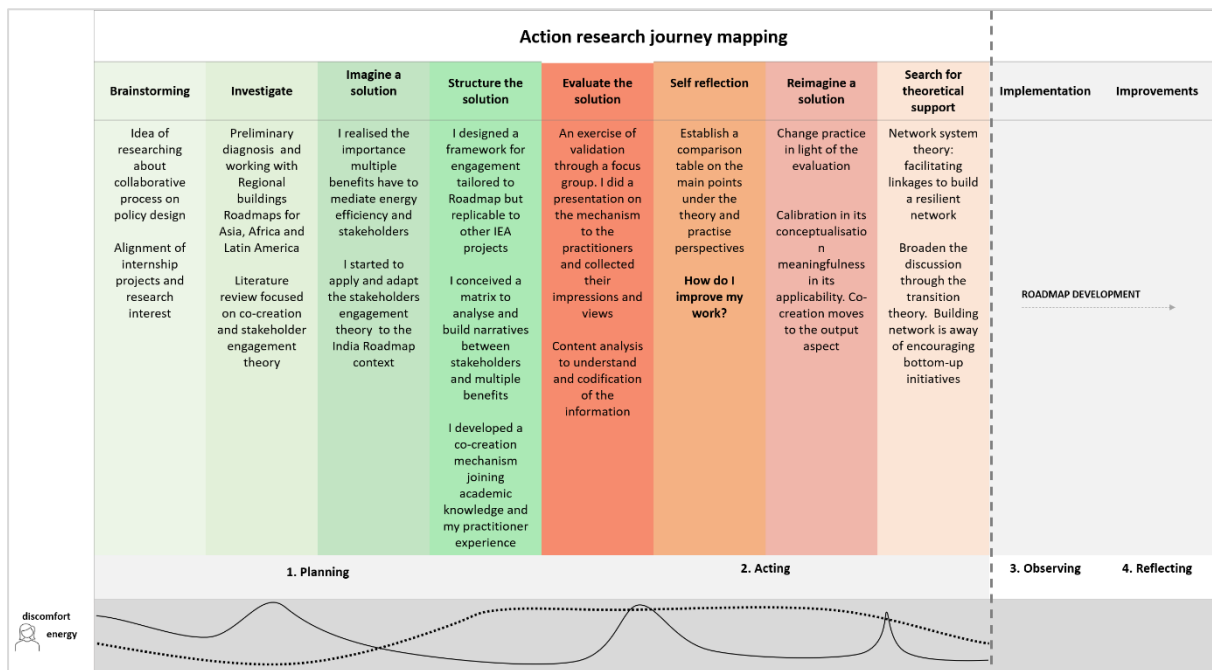 Action research journey mapping
Brainstorming
Idea of
researching
about
collaborative
process on
policy design
Alignment of
internship
projects and
research
interest
Investigate
Preliminary
diagnosis and
working with
Regional
buildings
Roadmaps for
Asia, Africa and
Latin America
Literature
review focused
on co-creation
and stakeholder
engagement
theory
Imagine a
solution
I realised the
importance
multiple
benefits have to
mediate energy
efficiency and
stakeholders
I started to
apply and adapt
the stakeholders
engagement
theory to the
India Roadmap
context
Structure the
solution
I designed a
framework for
engagement
tailored to
Roadmap but
replicable to
other IEA
projects
I conceived a
matrix to
analyse and
build narratives
between
stakeholders
and multiple
benefits
I developed a
co-creation
mechanism
joining
academic
knowledge and
my practitioner
experience
Evaluate the
solution
An exercise of
validation
through a focus
group. I did a
presentation on
the mechanism
to the
practitioners
and collected
their
impressions and
views
Content analysis
to understand
and codification
of the
information
Self reflection
Establish a
comparison
table on the
main points
under the
theory and
practise
perspectives
How do I
improve my
work?
Reimagine a
solution
Change practice
in light of the
evaluation
Calibration in its
conceptualisatio
n
meaningfulness
in its
applicability. Co-
creation moves
to the output
aspect
Search for
theoretical
support
Network system
theory:
facilitating
linkages to build
a resilient
network
Broaden the
discussion
through the
transition
theory. Building
network is away
of encouraging
bottom-up
initiatives
Implementation
Improvements
ROADMAP DEVELOPMENT
1. Planning
2. Acting
3. Observing
4. Reflecting
discomfort
energy